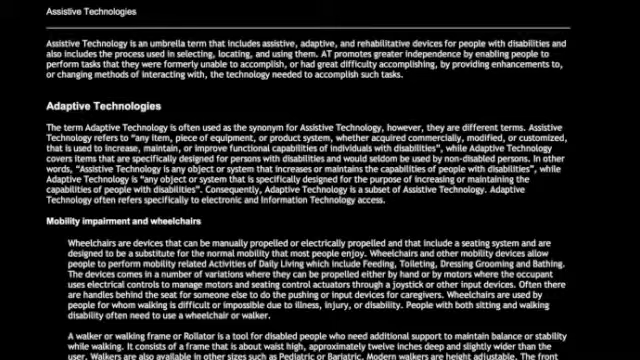 Assistive Technologies
Assistive Technology is an umbrella term that includes assistive, adaptive, and rehabilitative devices for people with disabilities and
also includes the process used in selecting, locating, and using them. AT promotes greater independence by enabling people to
perform tasks that they were formerly unable to accomplish, or had great difficulty accomplishing, by providing enhancements to,
or changing methods of interacting with, the technology needed to accomplish such tasks.
Adaptive Technologies
The term Adaptive Technology is often used as the synonym for Assistive Technology, however, they are different terms. Assistive
Technology refers to “any item, piece of equipment, or product system, whether acquired commercially, modified, or customized,
that is used to increase, maintain, or improve functional capabilities of individuals with disabilities”, while Adaptive Technology
covers items that are specifically designed for persons with disabilities and would seldom be used by non-disabled persons. In other
words, “Assistive Technology is any object or system that increases or maintains the capabilities of people with disabilities”, while
Adaptive Technology is “any object or system that is specifically designed for the purpose of increasing or maintaining the
capabilities of people with disabilities”. Consequently, Adaptive Technology is a subset of Assistive Technology. Adaptive
Technology often refers specifically to electronic and Information Technology access.
Mobility impairment and wheelchairs
Wheelchairs are devices that can be manually propelled or electrically propelled and that include a seating system and are
designed to be a substitute for the normal mobility that most people enjoy. Wheelchairs and other mobility devices allow
people to perform mobility related Activities of Daily Living which include Feeding, Toileting, Dressing Grooming and Bathing.
The devices comes in a number of variations where they can be propelled either by hand or by motors where the occupant
uses electrical controls to manage motors and seating control actuators through a joystick or other input devices. Often there
are handles behind the seat for someone else to do the pushing or input devices for caregivers. Wheelchairs are used by
people for whom walking is difficult or impossible due to illness, injury, or disability. People with both sitting and walking
disability often need to use a wheelchair or walker.
A walker or walking frame or Rollator is a tool for disabled people who need additional support to maintain balance or stability
while walking. It consists of a frame that is about waist high, approximately twelve inches deep and slightly wider than the
user. Walkers are also available in other sizes such as Pediatric or Bariatric. Modern walkers are height adjustable. The front